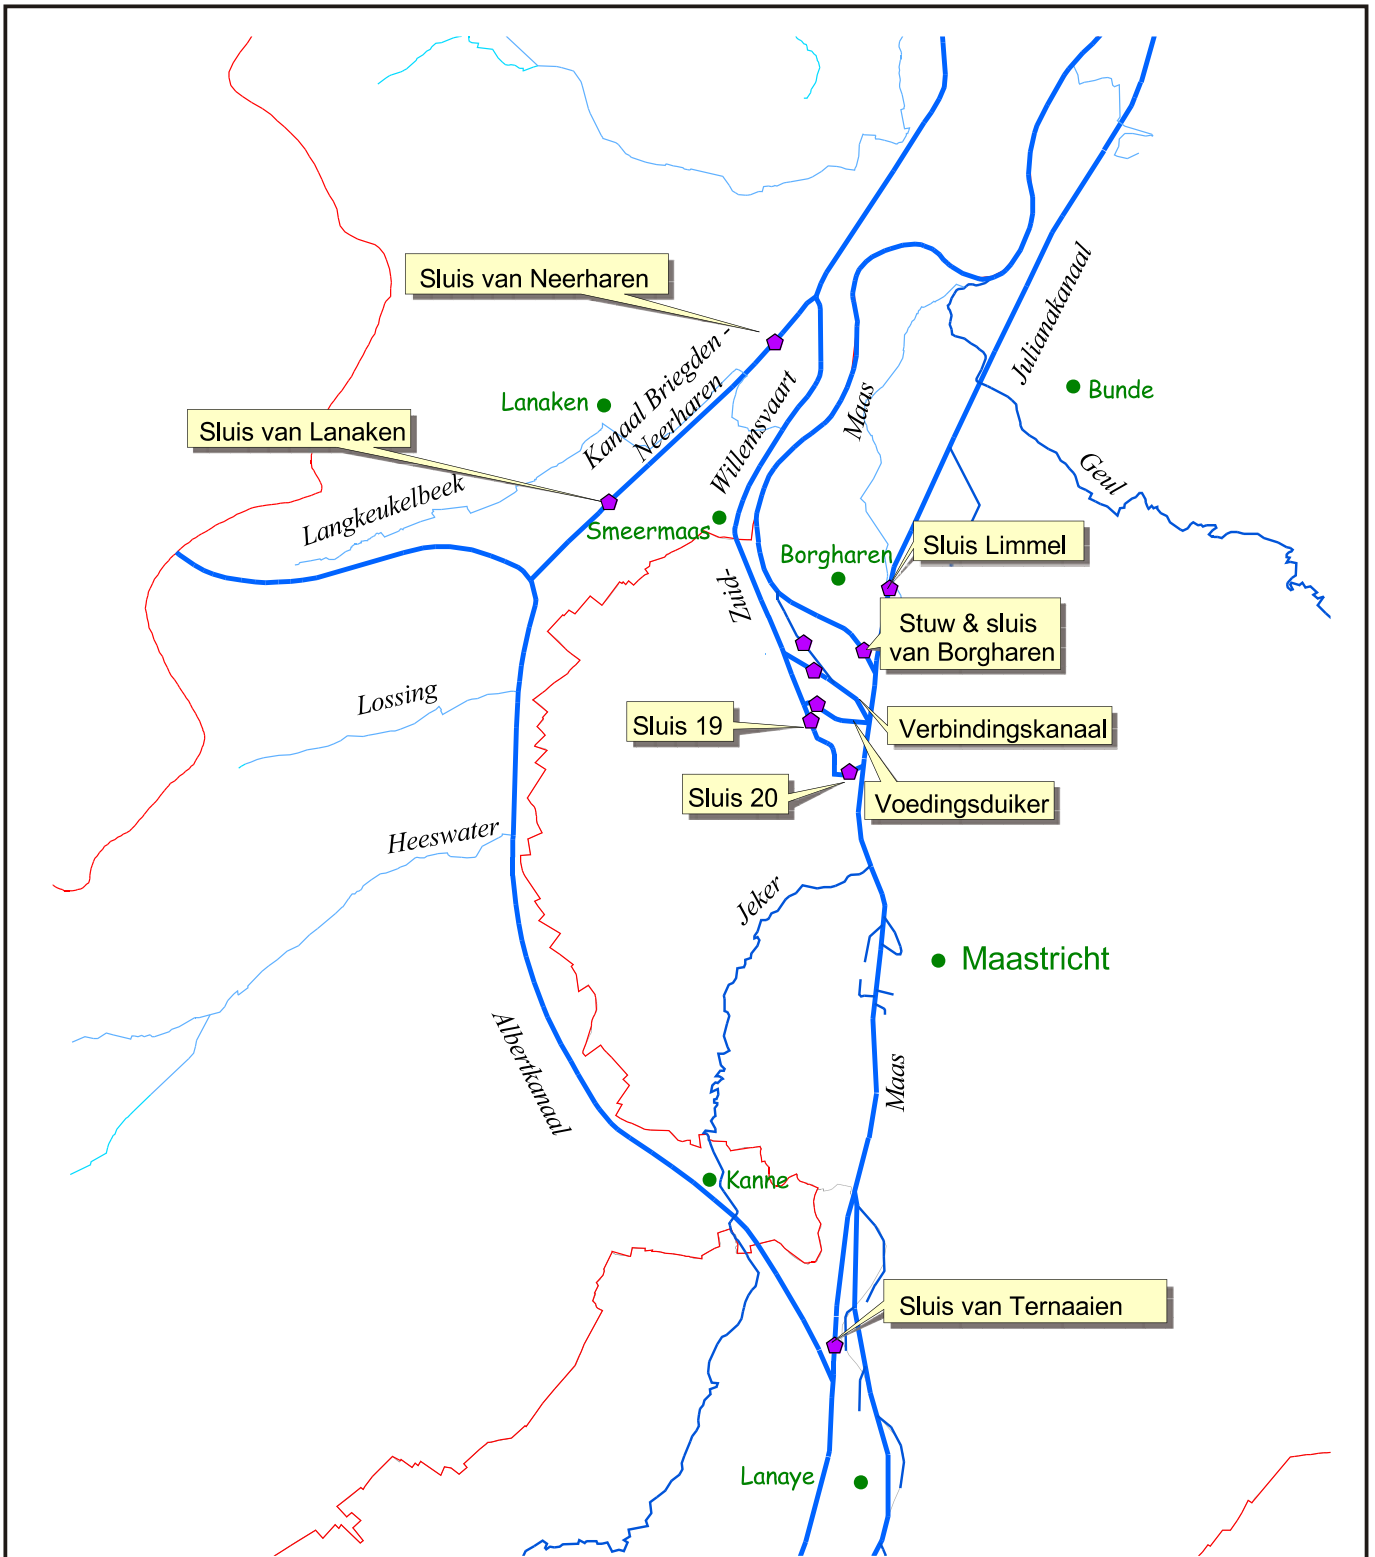 Sluis van Neerharen
Kanaal Briegden -
Neerharen
Julianakanaal
Lanaken
Willemsvaart
Maas
Bunde
Sluis van Lanaken
Langkeukelbeek
Geul
Smeermaas
Borgharen
Sluis Limmel
Zuid-
Stuw & sluis
van Borgharen
Lossing
Sluis 19
Verbindingskanaal
Sluis 20
Voedingsduiker
Heeswater
Jeker
Maastricht
Albertkanaal
Maas
Kanne
Sluis van Ternaaien
Lanaye